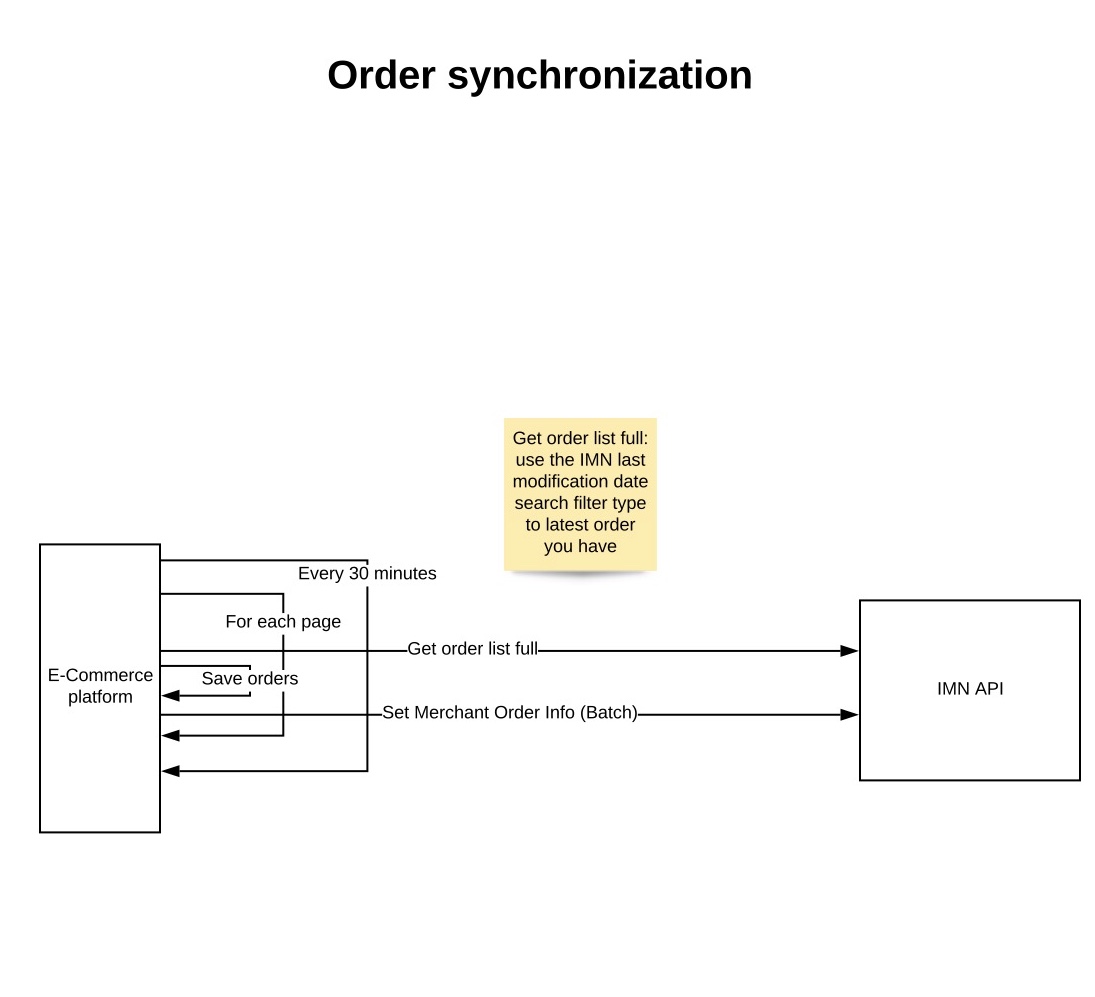 Order synchronization
Get order list full:
use the IMN last
modification date
search filter type
to latest order
you have
Every 30 minutes
For each page
Get order list full
E-Commerce
platform
Save orders
IMN API
Set Merchant Order Info (Batch)